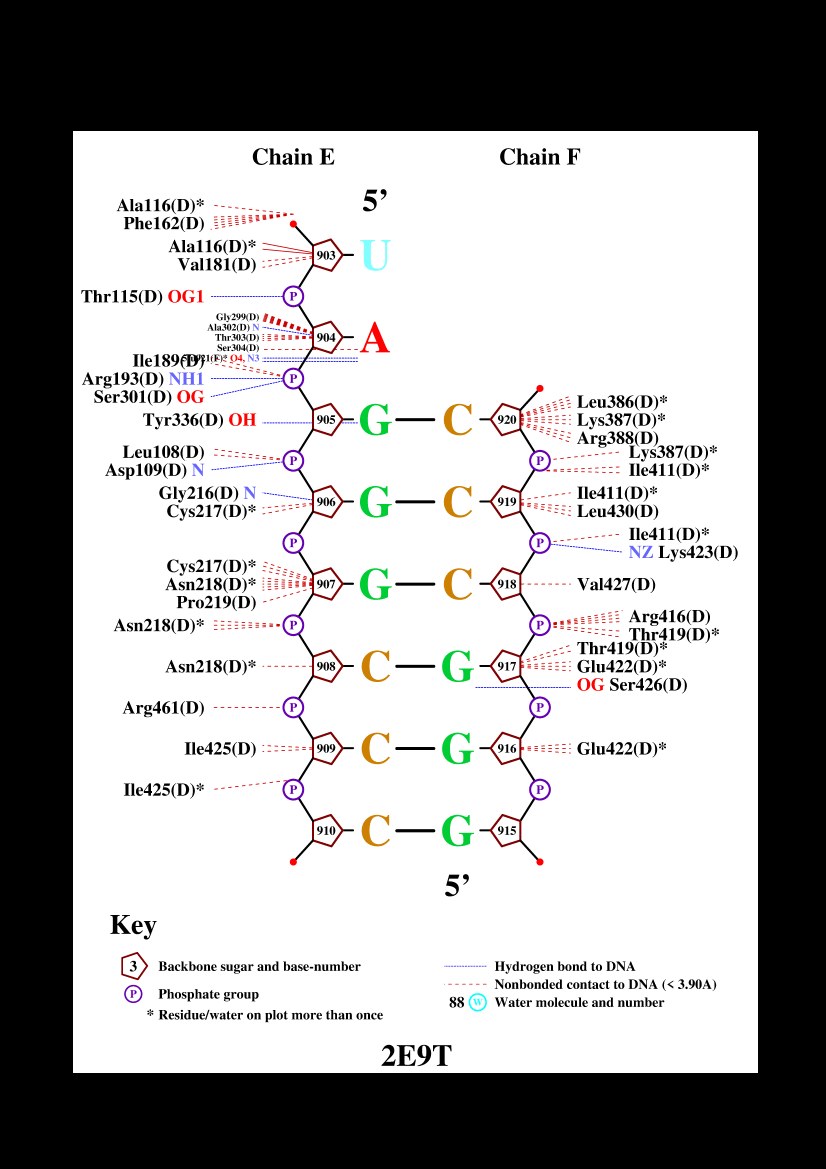 Chain E
Chain F
5’
Ala116(D)*
Phe162(D)
Ala116(D)*
Val181(D)
903
U
Thr115(D) OG1
P
Gly299(D)
Ala302(D) N
Thr303(D)
Ser304(D)
O4, N3
904
A
Ile189(D)
Arg193(D) NH1
Ser301(D) OG
P
Tyr336(D) OH
905
G
C
920
Leu386(D)*
Lys387(D)*
Arg388(D)
Leu108(D)
Asp109(D) N
P
P
Lys387(D)*
Ile411(D)*
Gly216(D) N
Cys217(D)*
906
G
C
919
Ile411(D)*
Leu430(D)
P
P
Ile411(D)*
NZ Lys423(D)
Cys217(D)*
Asn218(D)*
Pro219(D)
907
G
C
918
Val427(D)
Asn218(D)*
P
P
Arg416(D)
Thr419(D)*
Asn218(D)*
908
C
G
917
Thr419(D)*
Glu422(D)*
OG Ser426(D)
Arg461(D)
P
P
Ile425(D)
909
C
G
916
Glu422(D)*
Ile425(D)*
P
P
910
C
G
915
5’
Key
3 Backbone sugar and base-number
P Phosphate group
* Residue/water on plot more than once
Hydrogen bond to DNA
Nonbonded contact to DNA (< 3.90A)
88 W Water molecule and number
2E9T